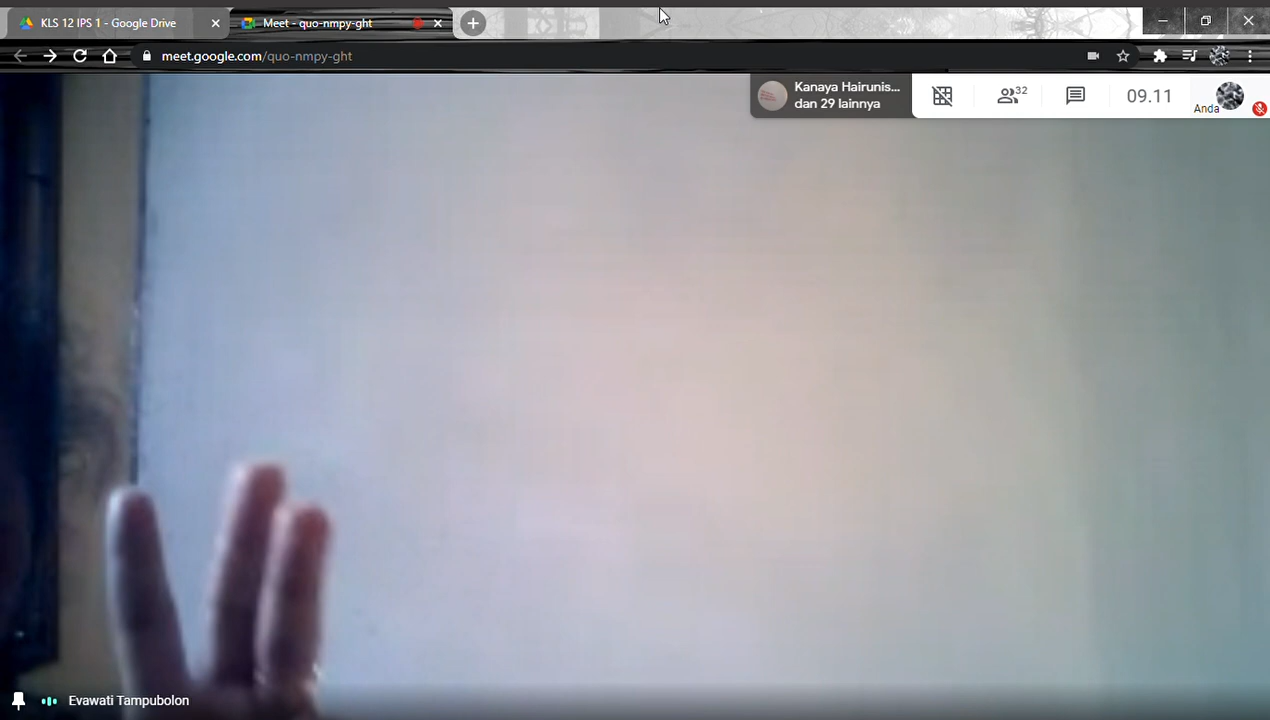 KLS 12 IPS 1 - Google Drive
Meet - quo-nmpy-ght
meet.google.com/quo-nmpy-ght
Kanaya Hairunis...
dan 29 lainnya
32
09.11
Anda
Evawati Tampubolon